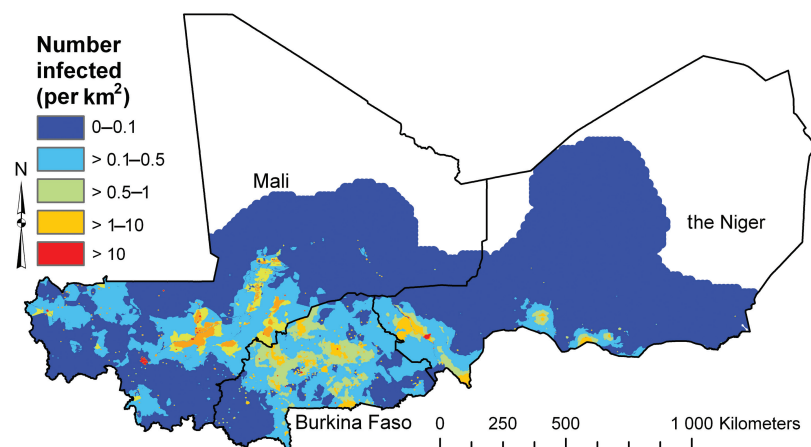 Number
infected
(per km²)
0–0.1
> 0.1–0.5
> 0.5–1
> 1–10
> 10
N
Mali
the Niger
Burkina Faso
0 250 500 1 000 Kilometers